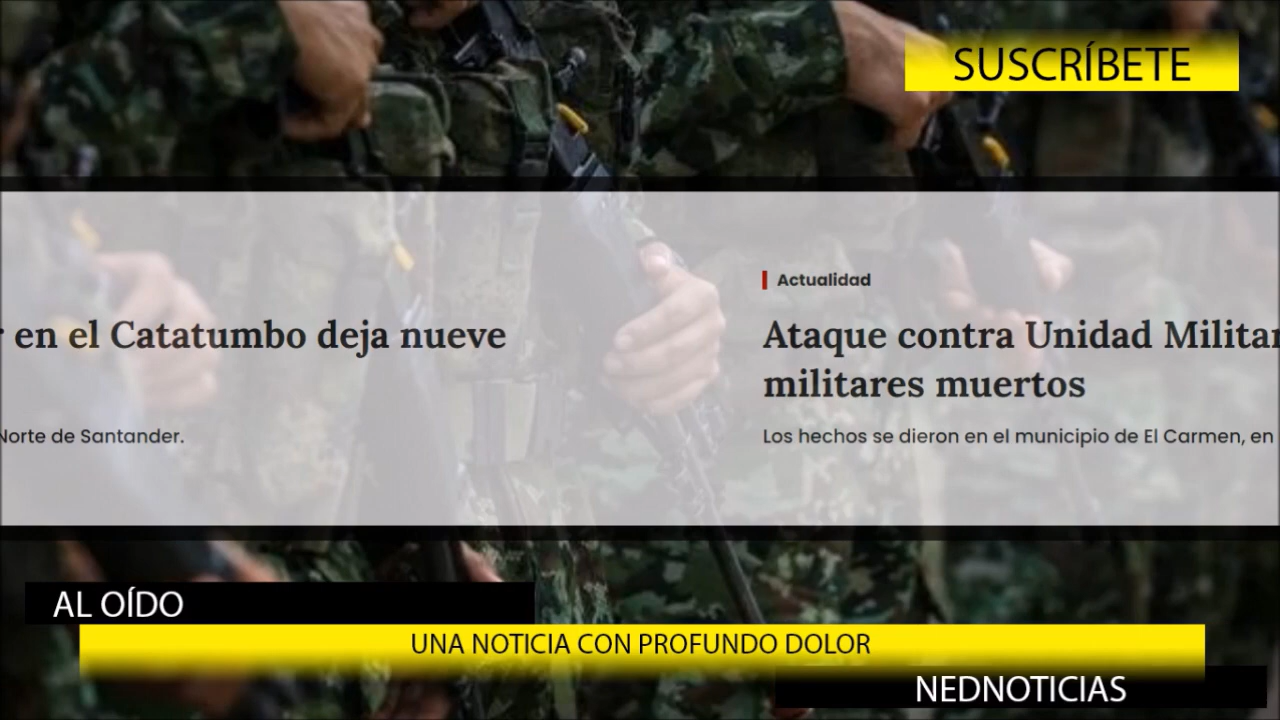 SUSCRÍBETE
en el Catatumbo deja nueve
Norte de Santander.
Actualidad
Ataque contra Unidad Militar
militares muertos
Los hechos se dieron en el municipio de El Carmen, en
AL OÍDO
UNA NOTICIA CON PROFUNDO DOLOR
NEDNOTICIAS